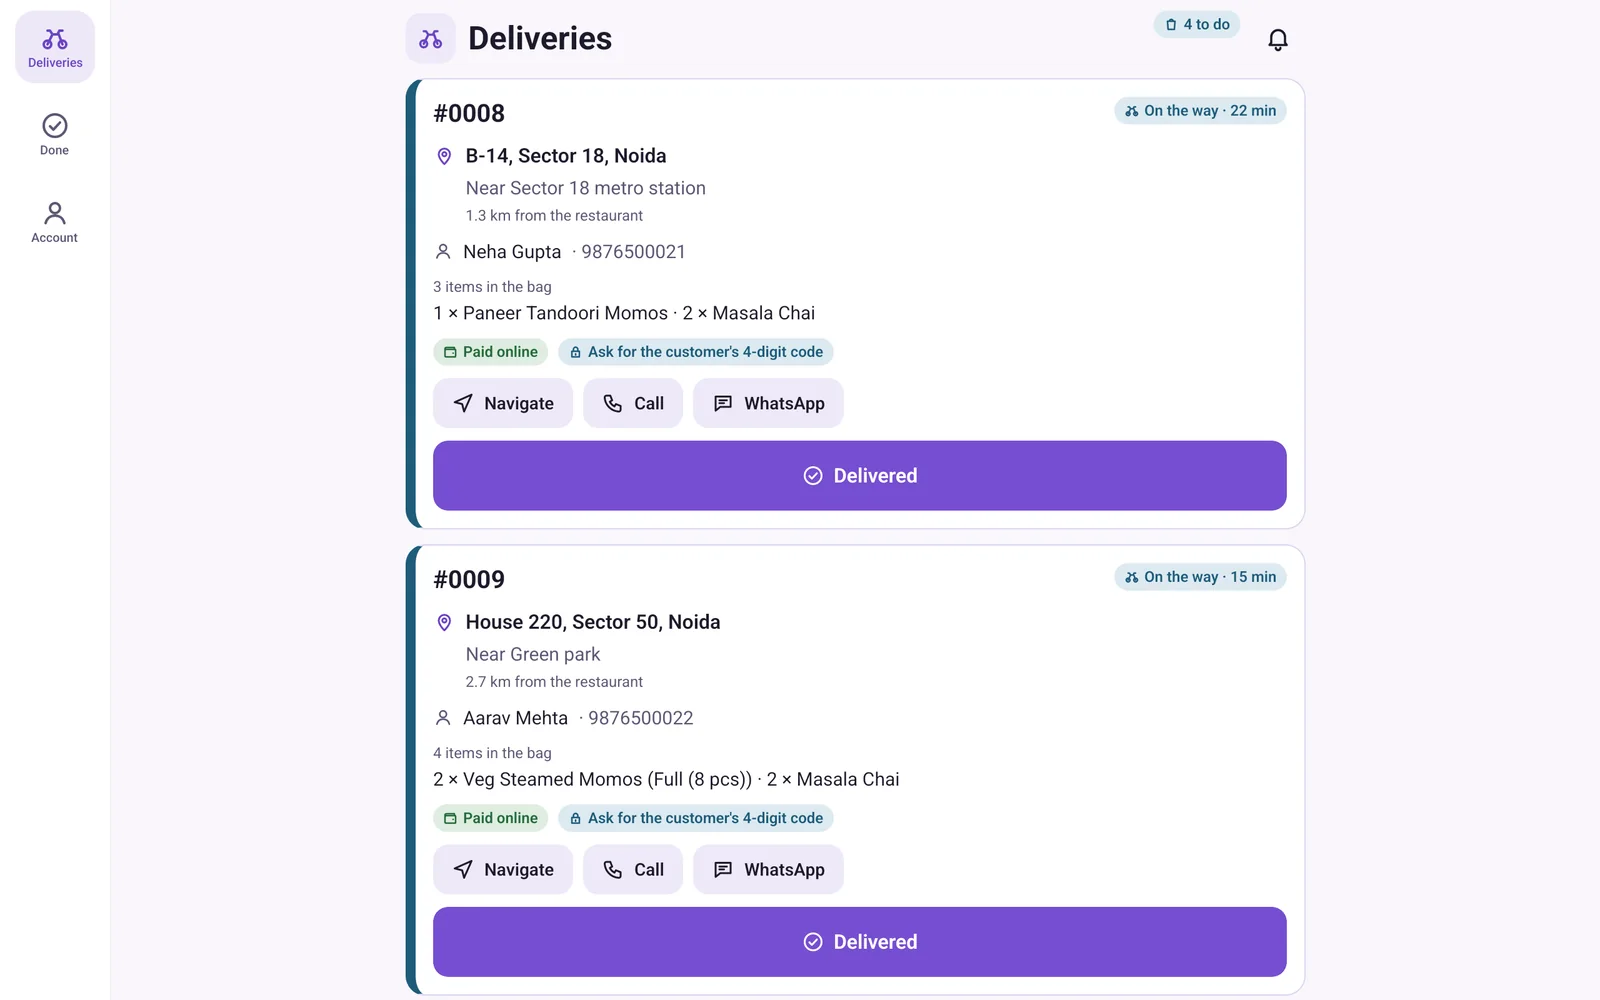 Deliveries
Done
Account
Deliveries
4 to do
#0008
On the way · 22 min
B-14, Sector 18, Noida
Near Sector 18 metro station
1.3 km from the restaurant
Neha Gupta · 9876500021
3 items in the bag
1 × Paneer Tandoori Momos · 2 × Masala Chai
Paid online
Ask for the customer's 4-digit code
Navigate
Call
WhatsApp
Delivered
#0009
On the way · 15 min
House 220, Sector 50, Noida
Near Green park
2.7 km from the restaurant
Aarav Mehta · 9876500022
4 items in the bag
2 × Veg Steamed Momos (Full (8 pcs)) · 2 × Masala Chai
Paid online
Ask for the customer's 4-digit code
Navigate
Call
WhatsApp
Delivered